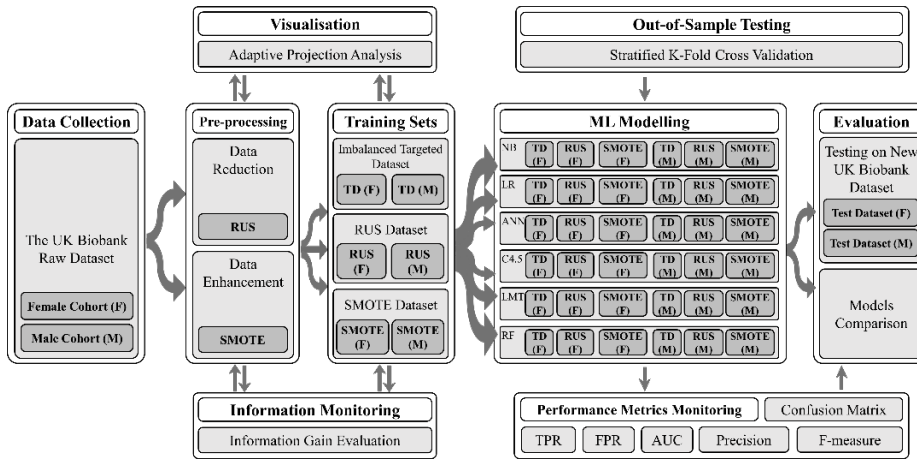 Visualisation
Adaptive Projection Analysis
Out-of-Sample Testing
Stratified K-Fold Cross Validation
Data Collection
The UK Biobank
Raw Dataset
Female Cohort (F)
Male Cohort (M)
Pre-processing
Data
Reduction
RUS
Data
Enhancement
SMOTE
Training Sets
Imbalanced Targeted
Dataset
TD (F) TD (M)
RUS Dataset
RUS (F) RUS (M)
SMOTE Dataset
SMOTE (F) SMOTE (M)
ML Modelling
NB TD (F) RUS (F) SMOTE (F) TD (M) RUS (M) SMOTE (M)
LR TD (F) RUS (F) SMOTE (F) TD (M) RUS (M) SMOTE (M)
ANN TD (F) RUS (F) SMOTE (F) TD (M) RUS (M) SMOTE (M)
C4.5 TD (F) RUS (F) SMOTE (F) TD (M) RUS (M) SMOTE (M)
LMT TD (F) RUS (F) SMOTE (F) TD (M) RUS (M) SMOTE (M)
RF TD (F) RUS (F) SMOTE (F) TD (M) RUS (M) SMOTE (M)
Evaluation
Testing on New
UK Biobank
Dataset
Test Dataset (F)
Test Dataset (M)
Models
Comparison
Information Monitoring
Information Gain Evaluation
Performance Metrics Monitoring Confusion Matrix
TPR FPR AUC Precision F-measure